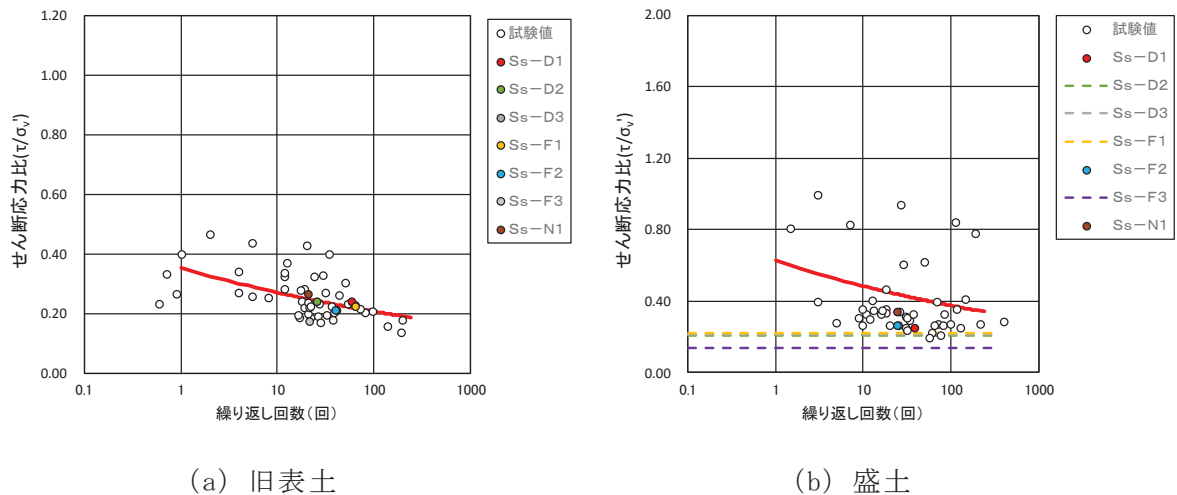 1.20
1.00
0.80
0.60
0.40
0.20
0.00
0.1
1
10
100
1000
せん断応力比(τ/σv')
繰り返し回数(回)
試験値
Ss－D1
Ss－D2
Ss－D3
Ss－F1
Ss－F2
Ss－F3
Ss－N1
(a) 旧表土
2.00
1.60
1.20
0.80
0.40
0.00
0.1
1
10
100
1000
せん断応力比(τ/σv')
繰り返し回数(回)
試験値
Ss－D1
Ss－D2
Ss－D3
Ss－F1
Ss－F2
Ss－F3
Ss－N1
(b) 盛土